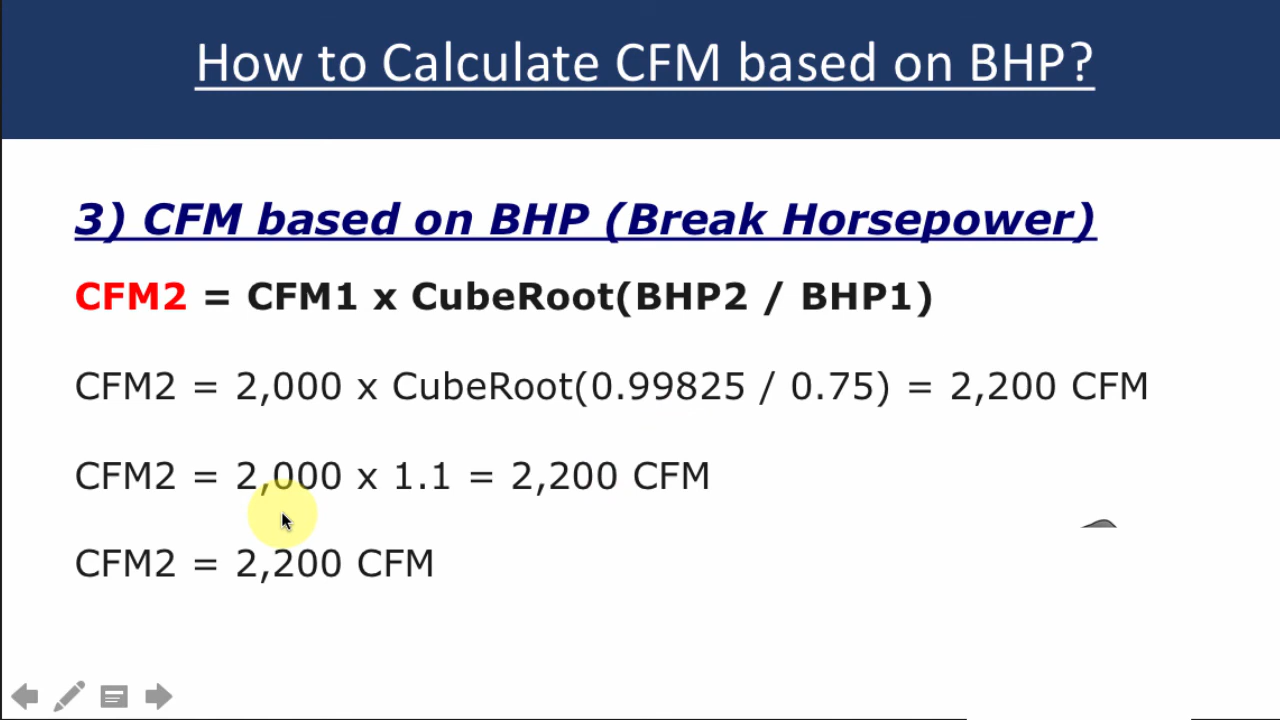 How to Calculate CFM based on BHP?
3) CFM based on BHP (Break Horsepower)
CFM2 = CFM1 x CubeRoot(BHP2 / BHP1)
CFM2 = 2,000 x CubeRoot(0.99825 / 0.75) = 2,200 CFM
CFM2 = 2,000 x 1.1 = 2,200 CFM
CFM2 = 2,200 CFM